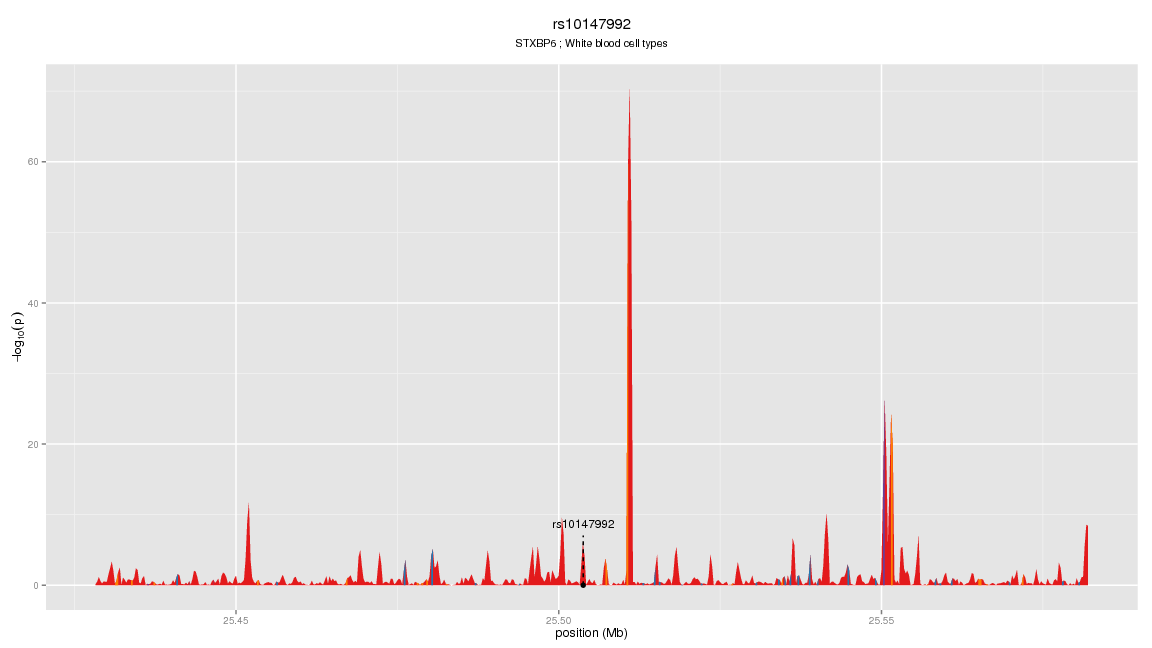 rs10147992
STXBP6 ; White blood cell types
−log10(p)
60
40
20
0
rs10147992
25.45
25.50
25.55
position (Mb)